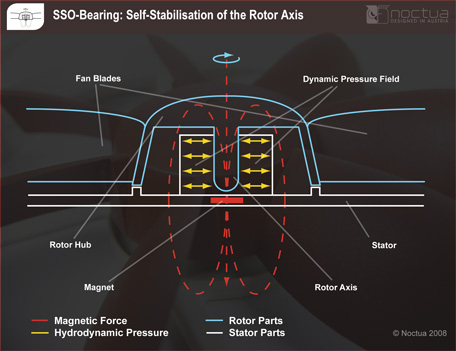 SSO-Bearing: Self-Stabilisation of the Rotor Axis
noctua
DESIGNED IN AUSTRIA
Fan Blades
Dynamic Pressure Field
Rotor Hub
Stator
Magnet
Rotor Axis
Magnetic Force
Rotor Parts
Hydrodynamic Pressure
Stator Parts
© Noctua 2008